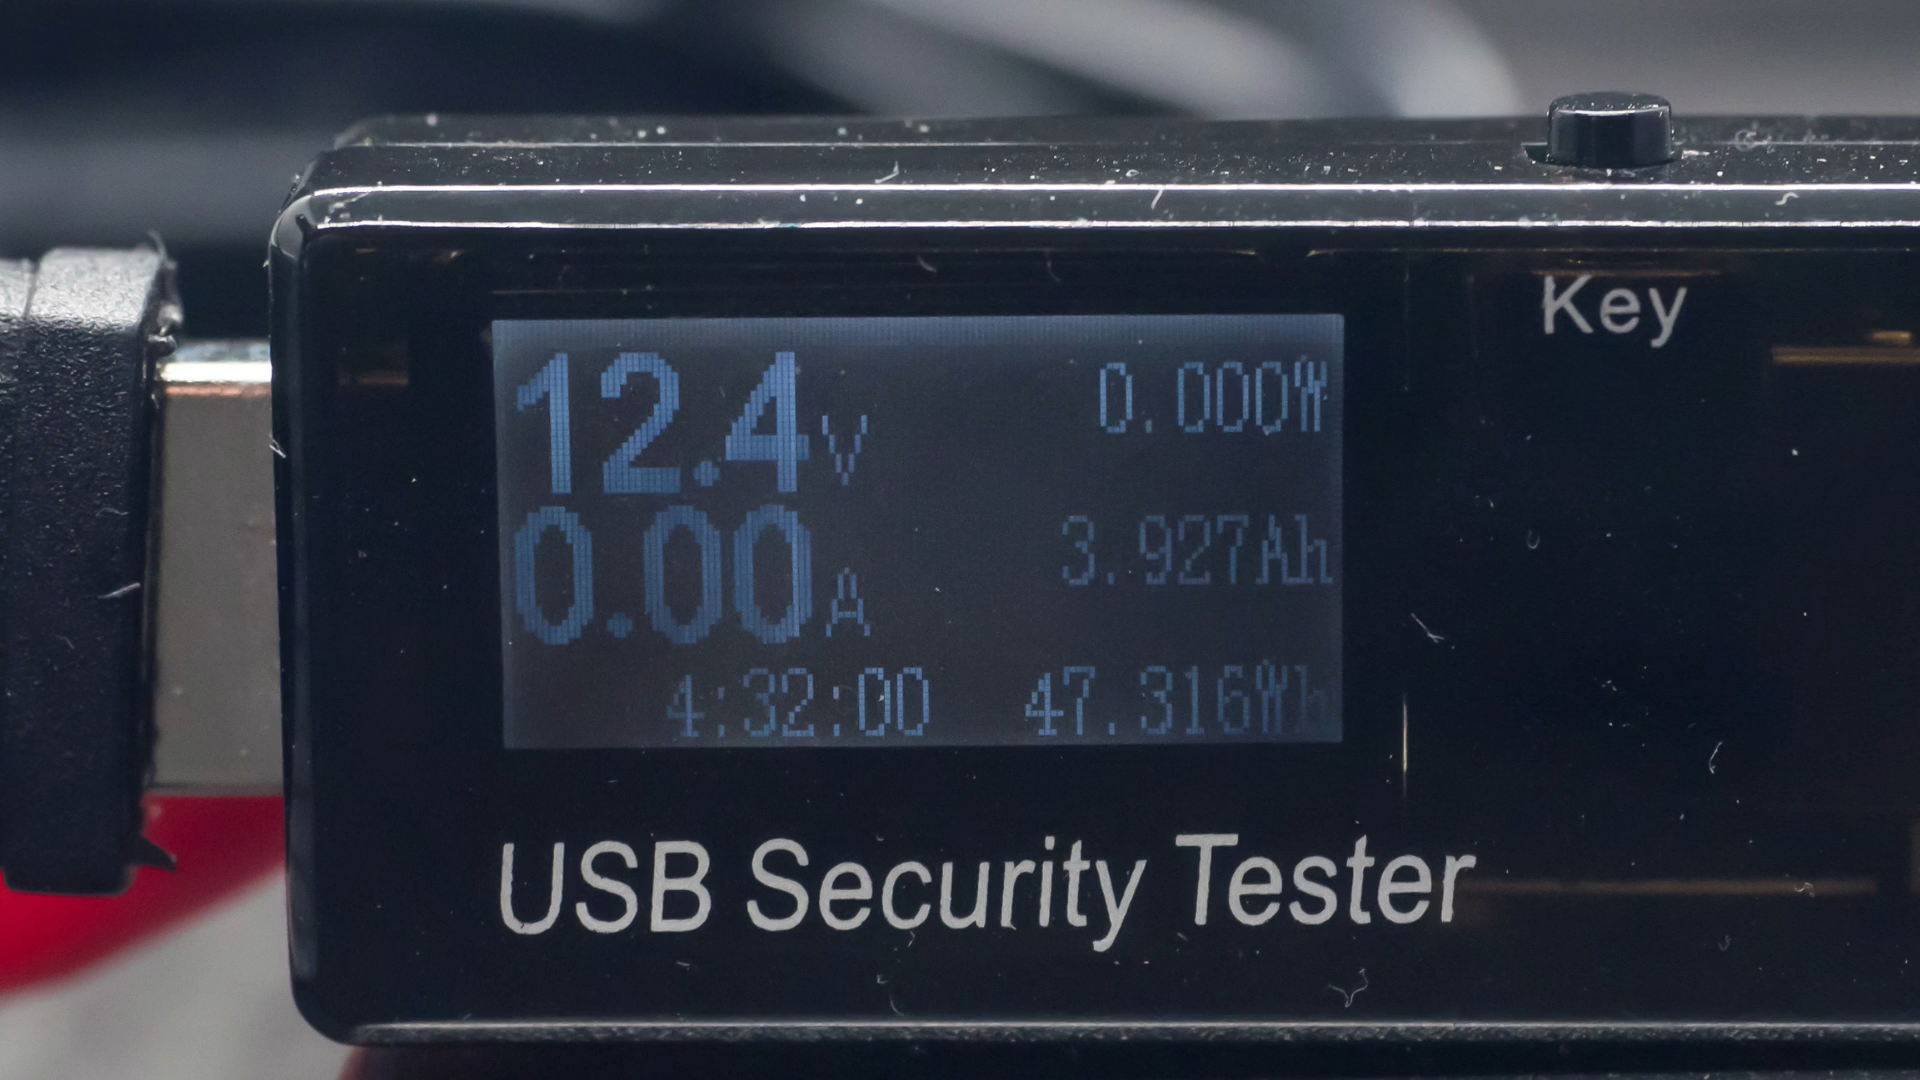 Key
12.4V 0.000W
0.00A 3.927Ah
4:32:00 47.316Wh
USB Security Tester